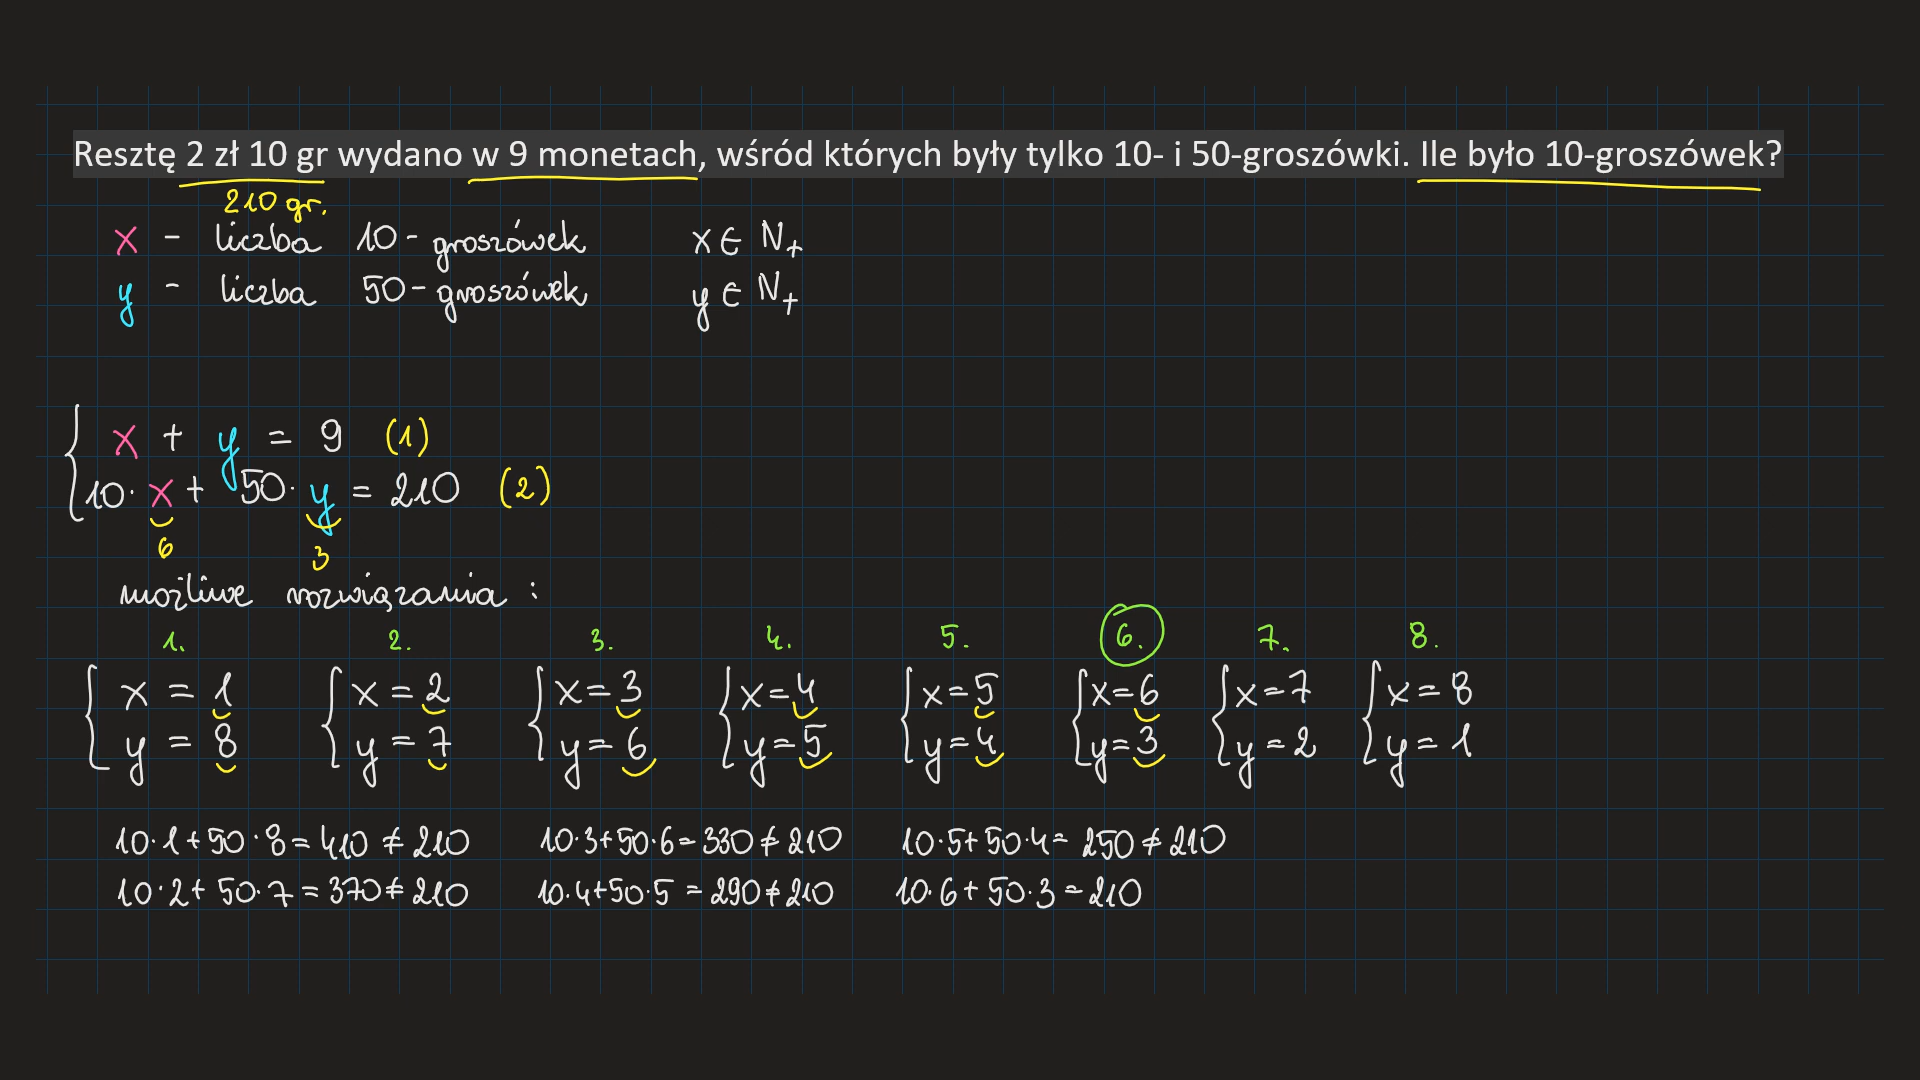 Resztę 2 zł 10 gr wydano w 9 monetach, wśród których były tylko 10- i 50-groszówki. Ile było 10-groszówek?
210 gr.
x - liczba 10-groszówek x ∈ N₊
y - liczba 50-groszówek y ∈ N₊
x + y = 9 (1)
10·x + 50·y = 210 (2)
6 3
możliwe rozwiązania :
1. 2. 3. 4. 5. 6. 7. 8.
x = 1 x = 2 x = 3 x = 4 x = 5 x = 6 x = 7 x = 8
y = 8 y = 7 y = 6 y = 5 y = 4 y = 3 y = 2 y = 1
10·1+50·8=410≠210 10·3+50·6=330≠210 10·5+50·4=250≠210
10·2+50·7=370≠210 10·4+50·5=290≠210 10·6+50·3=210